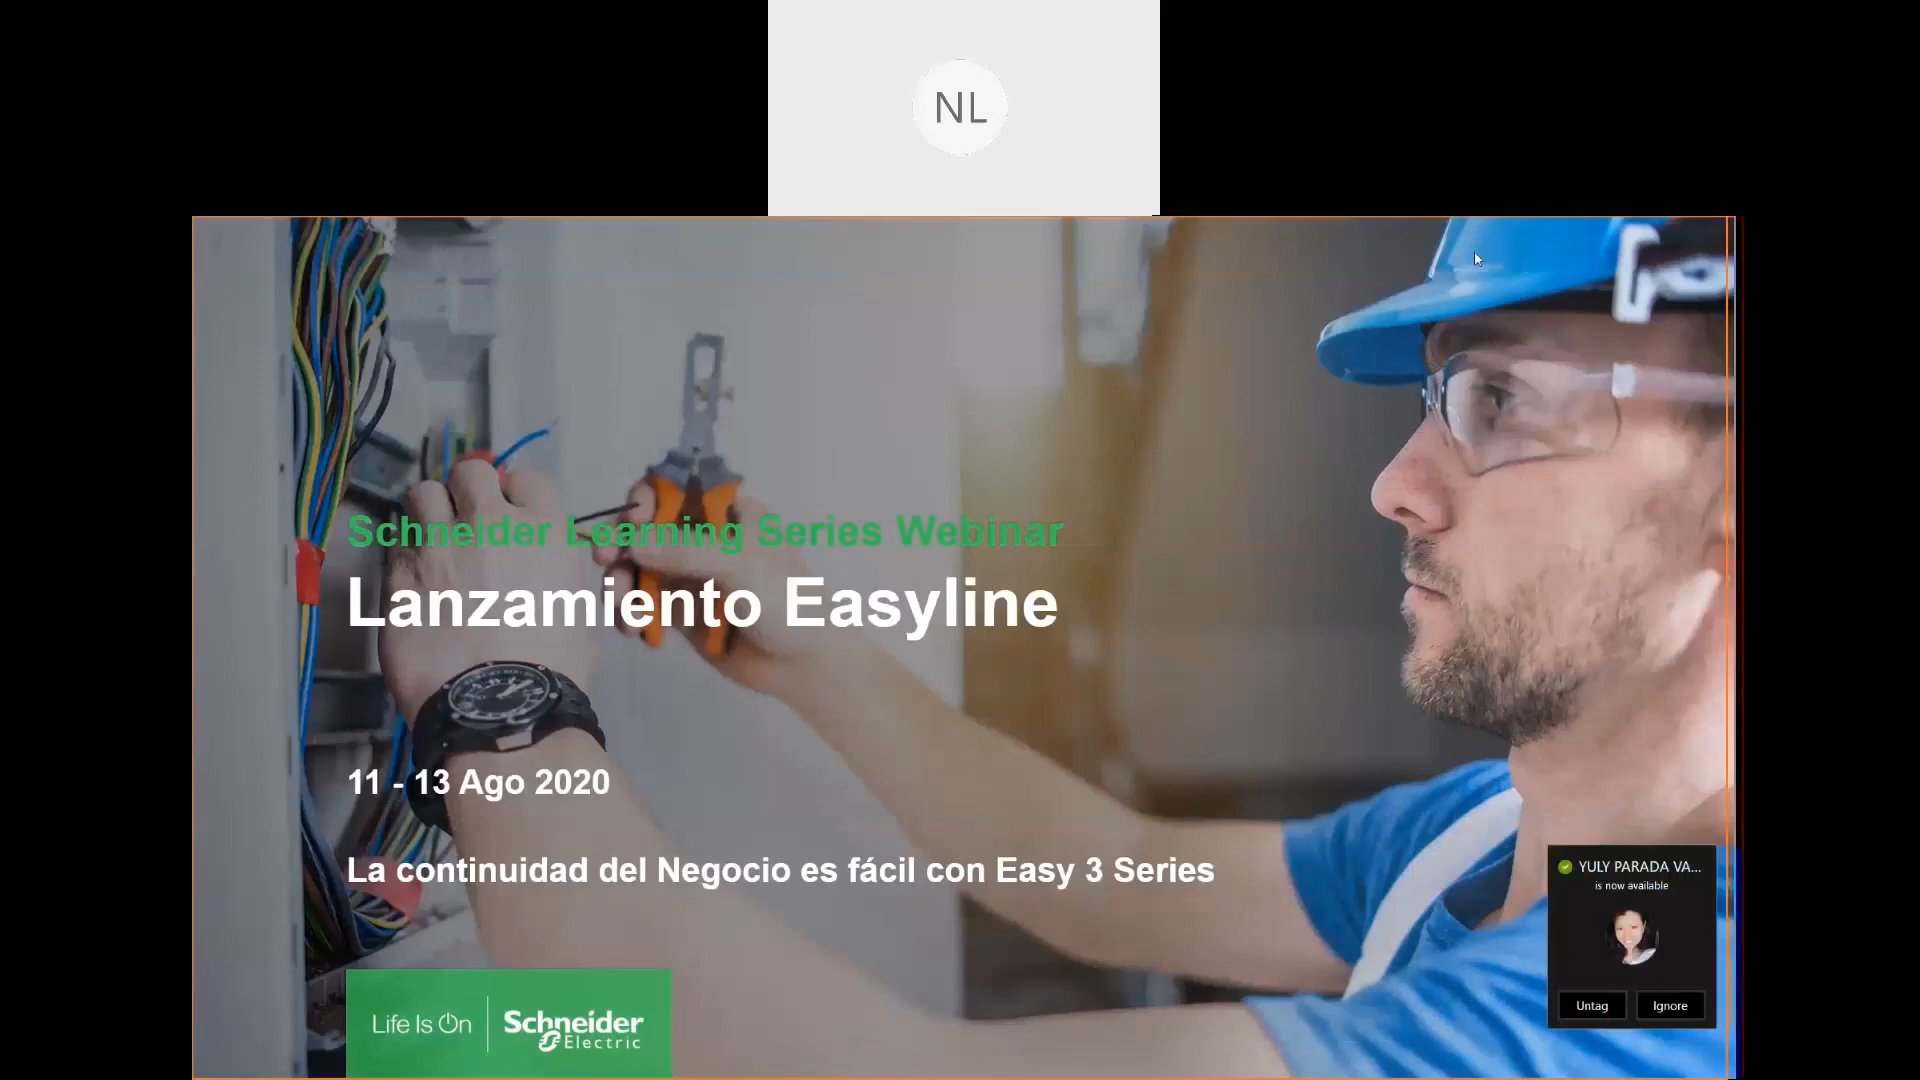 NL
Schneider Learning Series Webinar
Lanzamiento Easyline
11 - 13 Ago 2020
La continuidad del Negocio es fácil con Easy 3 Series
Life Is On
Schneider
Electric
YULY PARADA VA...
is now available
Untag
Ignore